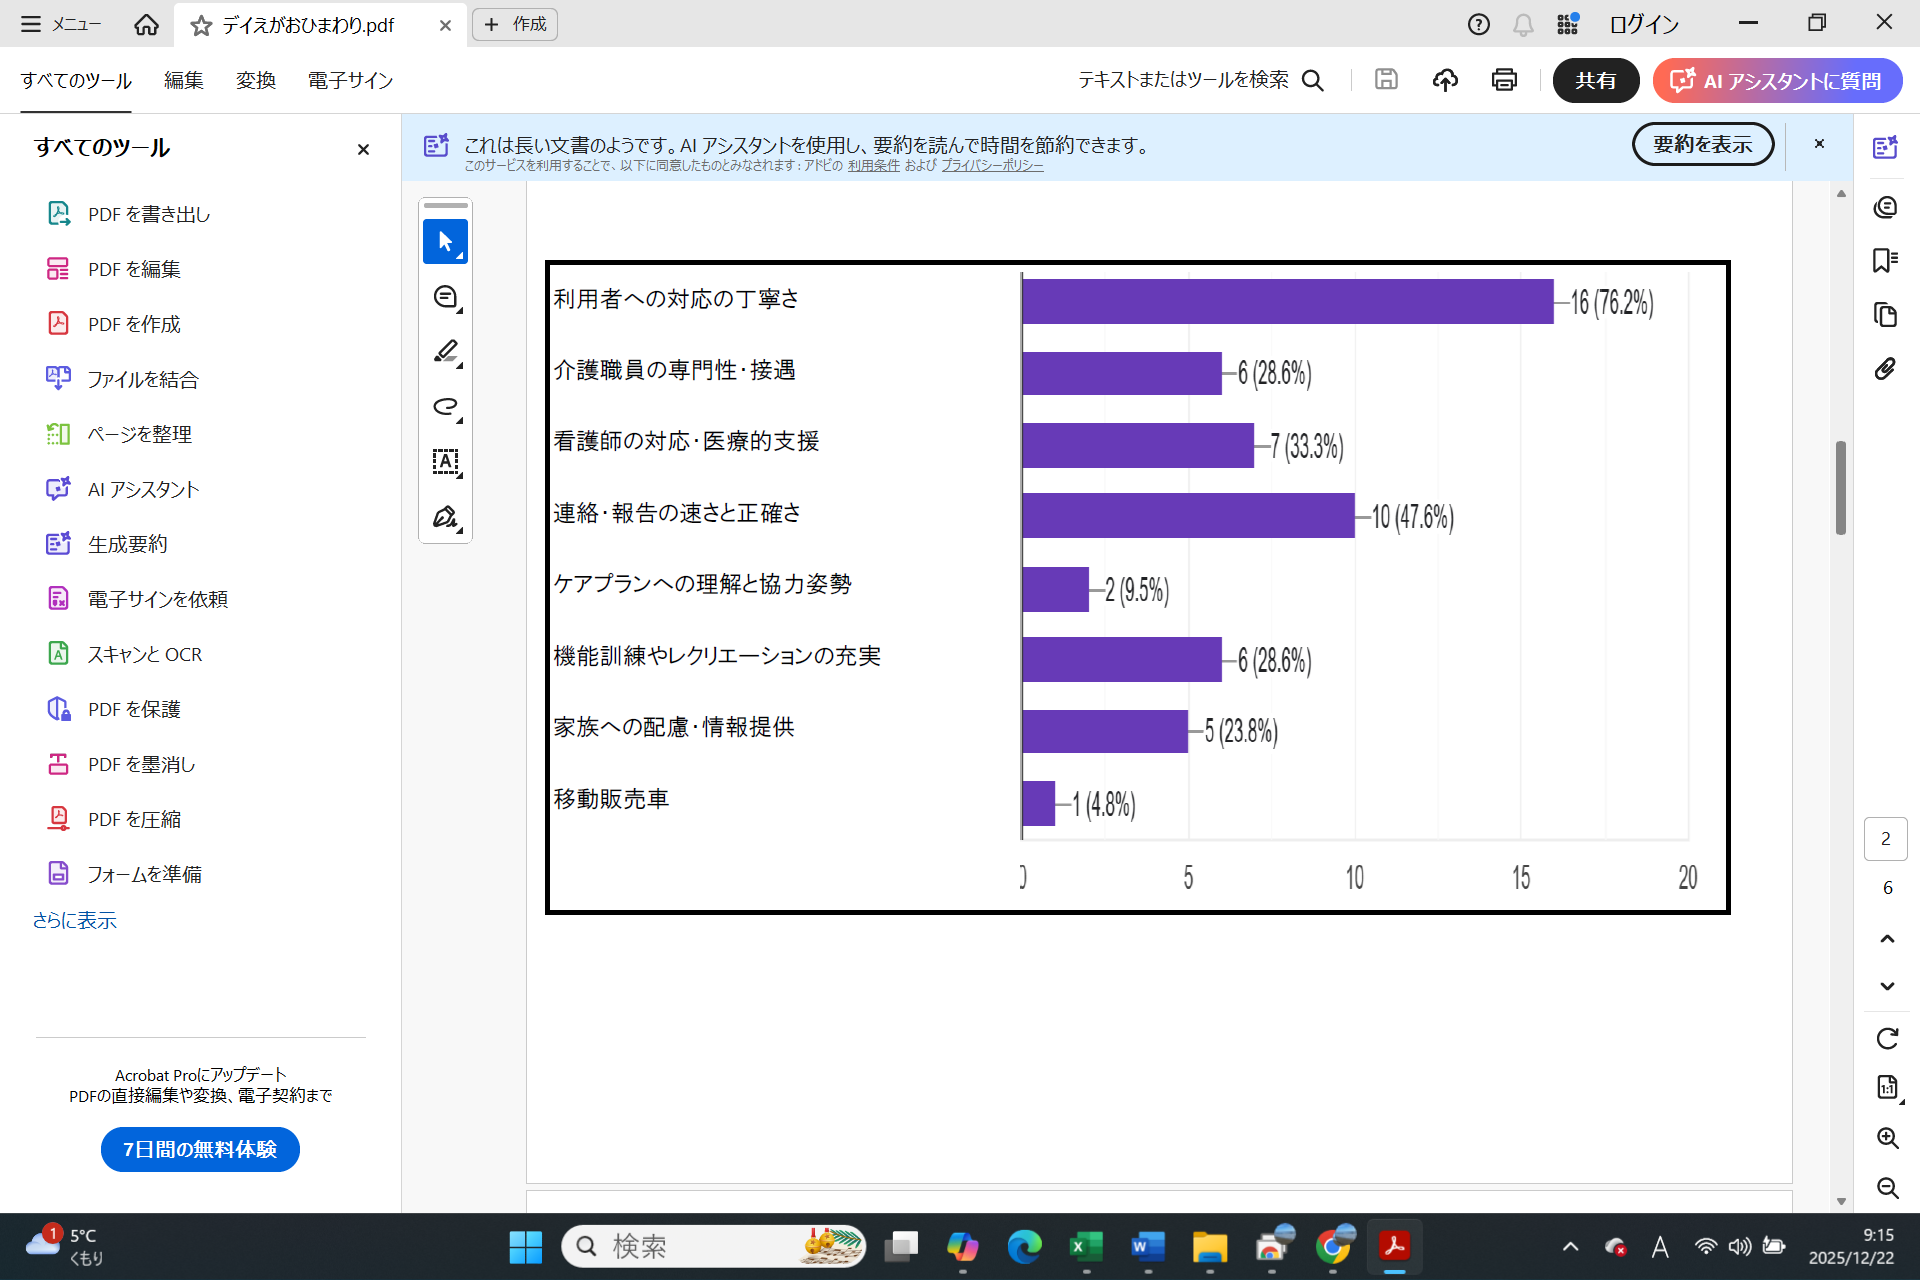 メニュー
デイえがおひまわり.pdf
作成
ログイン
すべてのツール
編集
変換
電子サイン
テキストまたはツールを検索
共有
AI アシスタントに質問
すべてのツール
これは長い文書のようです。AI アシスタントを使用し、要約を読んで時間を節約できます。
このサービスを利用することで、以下に同意したものとみなされます : アドビの 利用条件 および プライバシーポリシー
要約を表示
PDF を書き出し
PDF を編集
PDF を作成
ファイルを結合
ページを整理
AI アシスタント
生成要約
電子サインを依頼
スキャンと OCR
PDF を保護
PDF を墨消し
PDF を圧縮
フォームを準備
さらに表示
Acrobat Proにアップデート
PDFの直接編集や変換、電子契約まで
7日間の無料体験
利用者への対応の丁寧さ
16 (76.2%)
介護職員の専門性・接遇
6 (28.6%)
看護師の対応・医療的支援
7 (33.3%)
連絡・報告の速さと正確さ
10 (47.6%)
ケアプランへの理解と協力姿勢
2 (9.5%)
機能訓練やレクリエーションの充実
6 (28.6%)
家族への配慮・情報提供
5 (23.8%)
移動販売車
1 (4.8%)
0 5 10 15 20
2
6
1:1
1
5°C
くもり
検索
A
9:15
2025/12/22